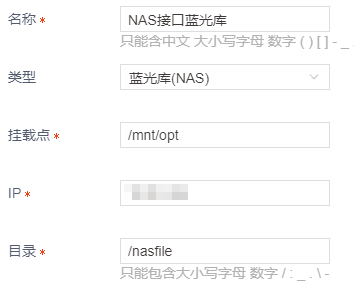 名称 * NAS接口蓝光库
只能含中文 大小写字母 数字 ( ) [ ] - _ .
类型 蓝光库(NAS)
挂载点 * /mnt/opt
IP *
目录 * /nasfile
只能包含大小写字母 数字 / : _ . \ -